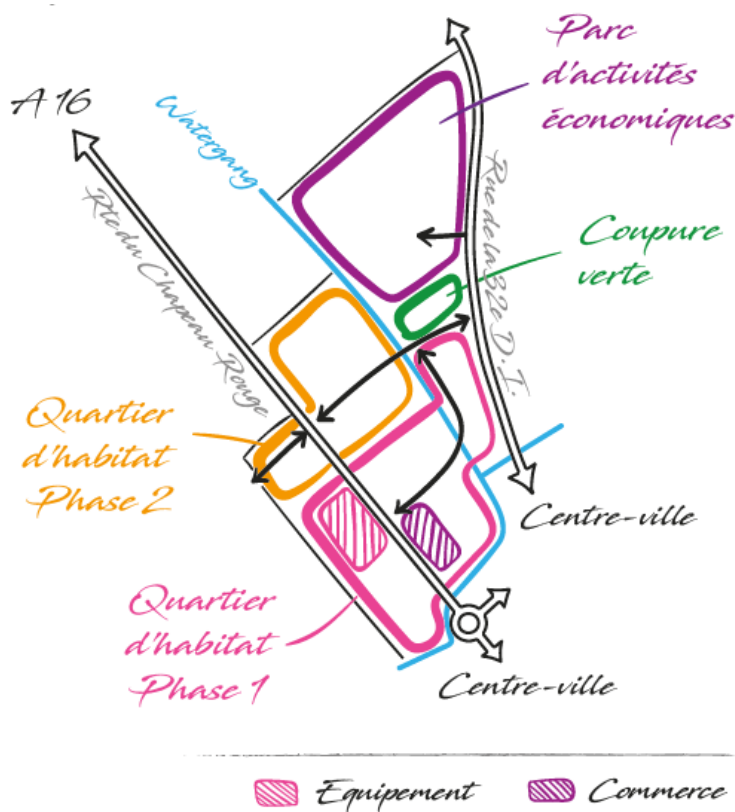 Parc
d'activités
économiques
A 16
Watergang
Rte du Chapeau Rouge
Rue de la 32e D.I.
Coupure
verte
Quartier
d'habitat
Phase 2
Centre-ville
Quartier
d'habitat
Phase 1
Centre-ville
Equipement
Commerce